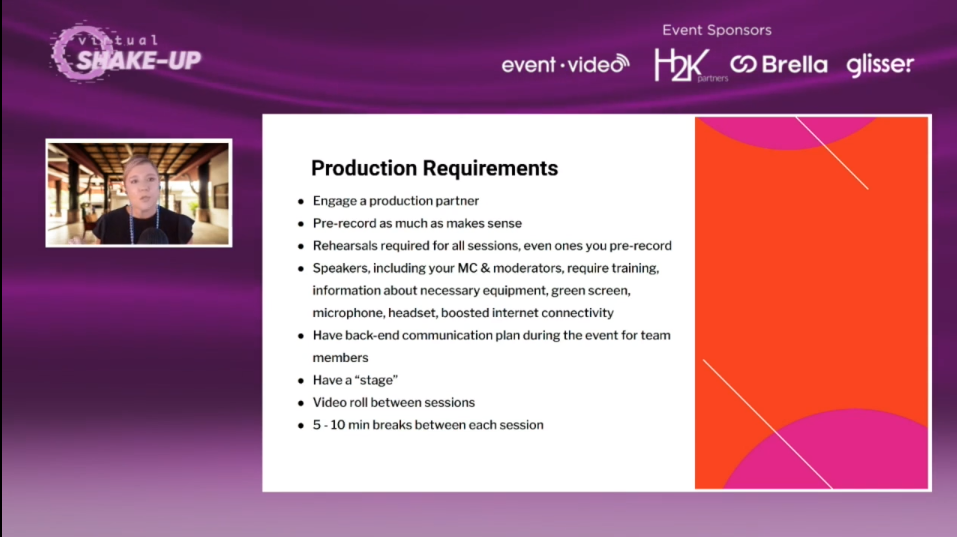 virtual
SHAKE-UP
Event Sponsors
event·video
H2K
partners
Brella
glisser
Production Requirements
● Engage a production partner
● Pre-record as much as makes sense
● Rehearsals required for all sessions, even ones you pre-record
● Speakers, including your MC & moderators, require training,
information about necessary equipment, green screen,
microphone, headset, boosted internet connectivity
● Have back-end communication plan during the event for team
members
● Have a “stage”
● Video roll between sessions
● 5 - 10 min breaks between each session